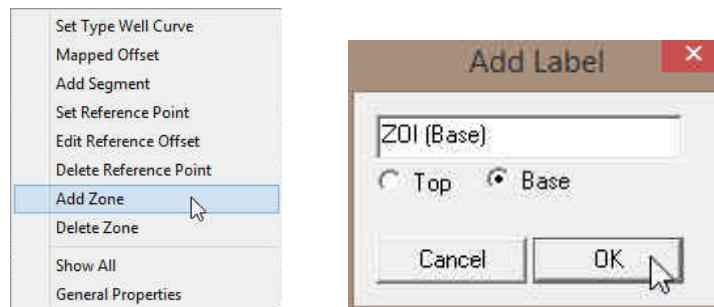 Set Type Well Curve
Mapped Offset
Add Segment
Set Reference Point
Edit Reference Offset
Delete Reference Point
Add Zone
Delete Zone
Show All
General Properties
Add Label
ZOI (Base)
Top Base
Cancel OK